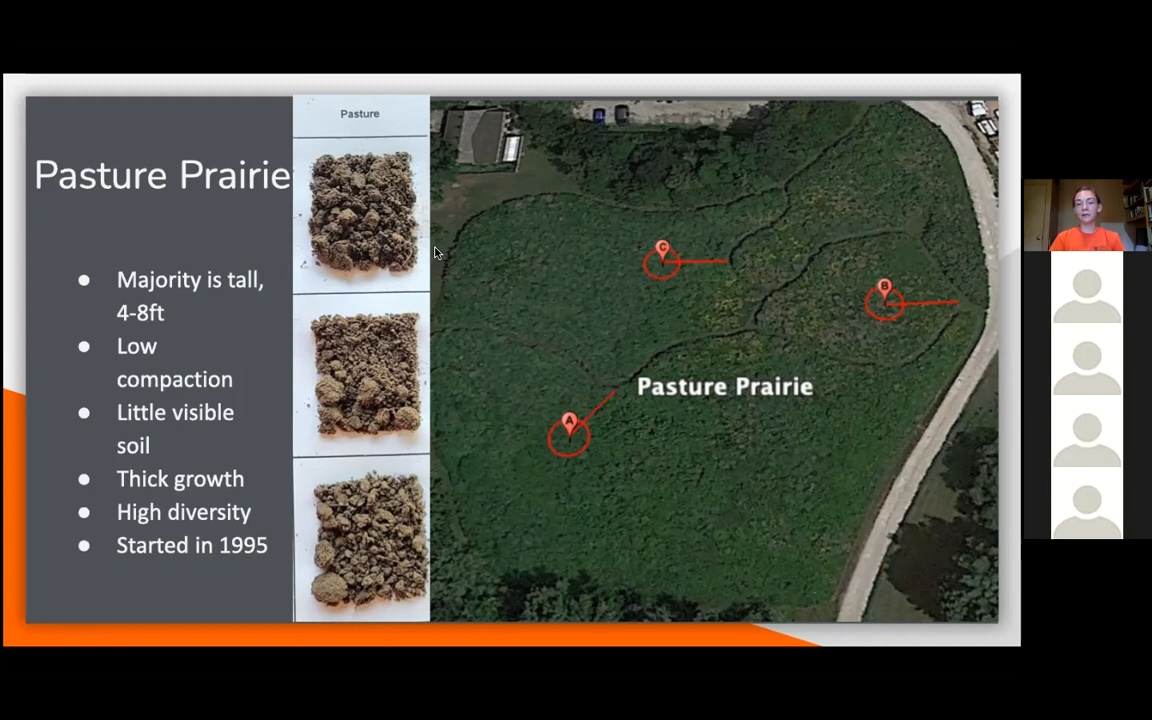 Pasture Prairie
Majority is tall,
4-8ft
Low
compaction
Little visible
soil
Thick growth
High diversity
Started in 1995
Pasture
C
B
Pasture Prairie
A